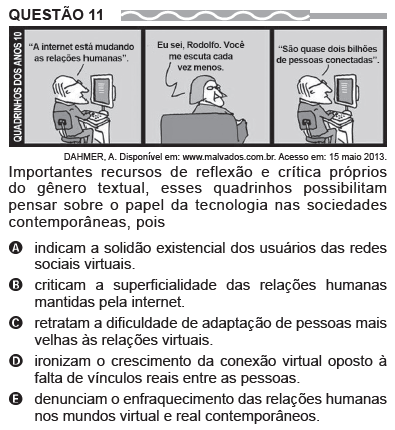 QUESTÃO 11
QUADRINHOS DOS ANOS 10
"A internet está mudando
as relações humanas".
Eu sei, Rodolfo. Você
me escuta cada
vez menos.
"São quase dois bilhões
de pessoas conectadas".
DAHMER, A. Disponível em: www.malvados.com.br. Acesso em: 15 maio 2013.
Importantes recursos de reflexão e crítica próprios
do gênero textual, esses quadrinhos possibilitam
pensar sobre o papel da tecnologia nas sociedades
contemporâneas, pois
A indicam a solidão existencial dos usuários das redes
sociais virtuais.
B criticam a superficialidade das relações humanas
mantidas pela internet.
C retratam a dificuldade de adaptação de pessoas mais
velhas às relações virtuais.
D ironizam o crescimento da conexão virtual oposto à
falta de vínculos reais entre as pessoas.
E denunciam o enfraquecimento das relações humanas
nos mundos virtual e real contemporâneos.